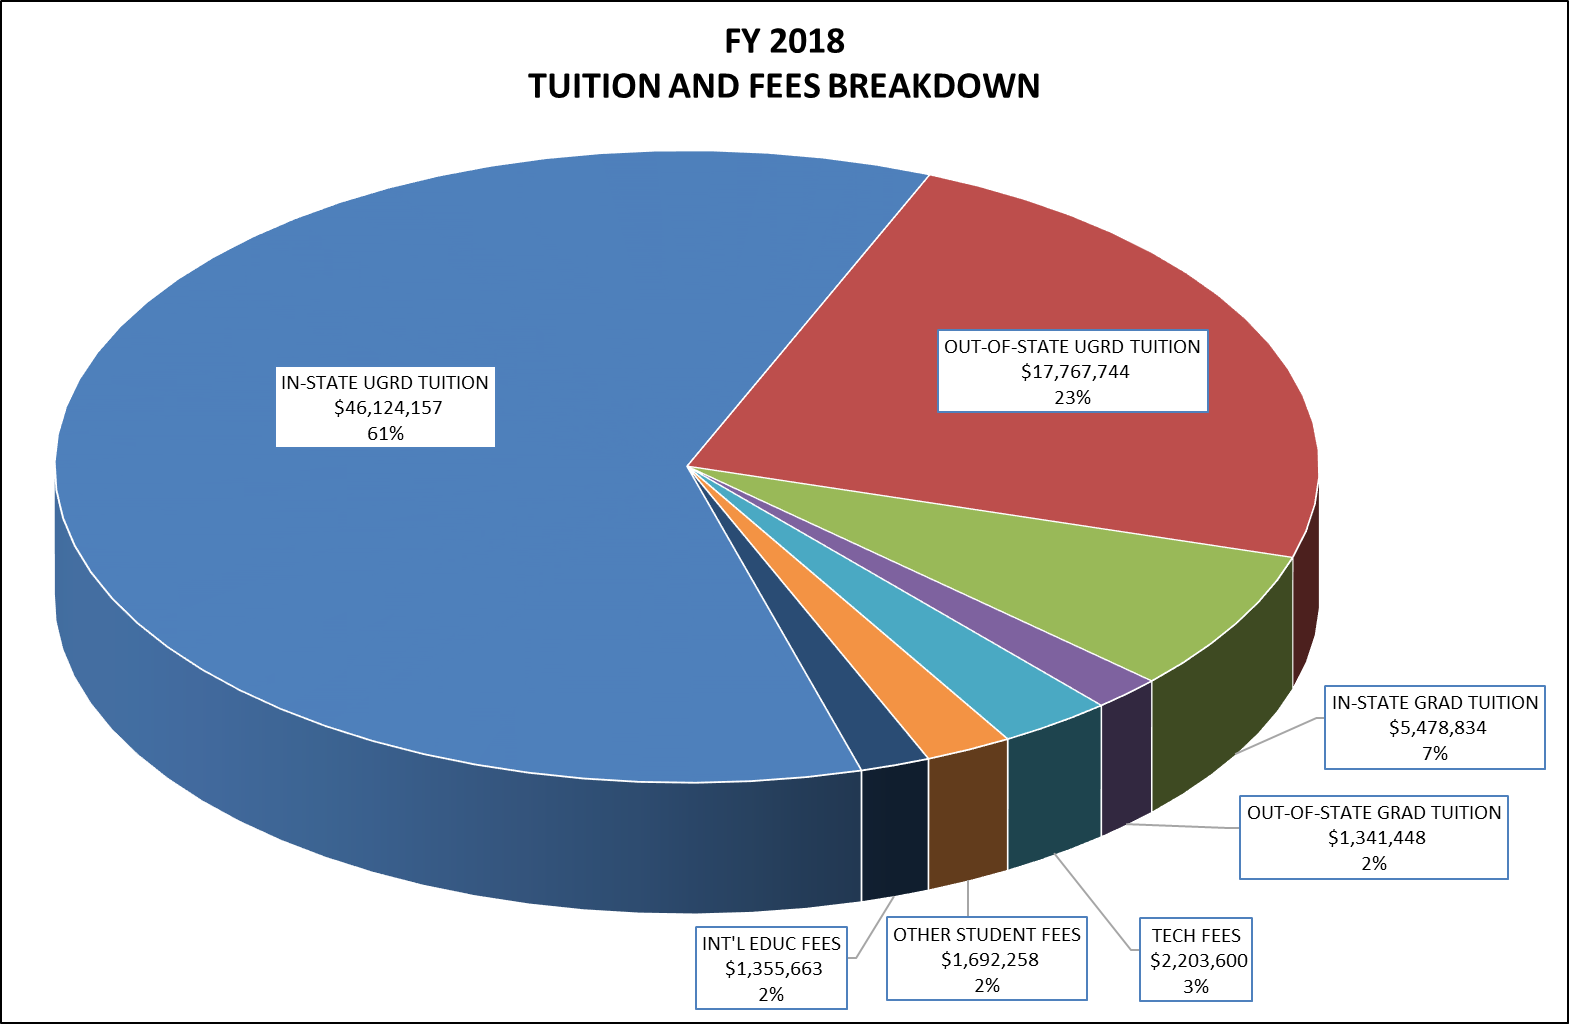 FY 2018
TUITION AND FEES BREAKDOWN
IN-STATE UGRD TUITION
$46,124,157
61%
OUT-OF-STATE UGRD TUITION
$17,767,744
23%
IN-STATE GRAD TUITION
$5,478,834
7%
OUT-OF-STATE GRAD TUITION
$1,341,448
2%
TECH FEES
$2,203,600
3%
OTHER STUDENT FEES
$1,692,258
2%
INT'L EDUC FEES
$1,355,663
2%